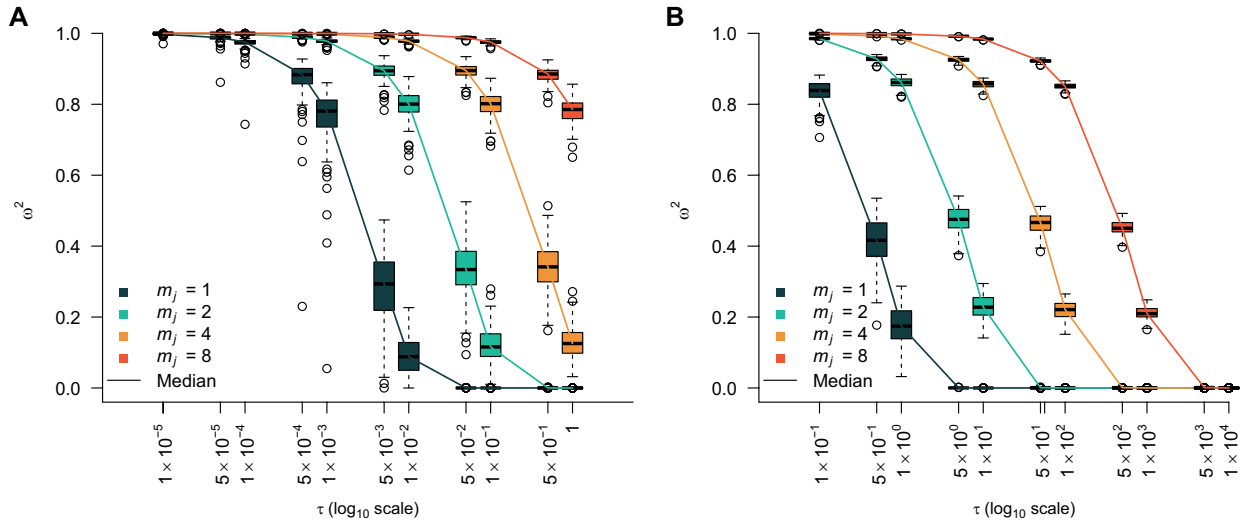 A
ω²
1.0
0.8
0.6
0.4
0.2
0.0
m_j = 1
m_j = 2
m_j = 4
m_j = 8
Median
1 × 10⁻⁵
5 × 10⁻⁵
1 × 10⁻⁴
5 × 10⁻⁴
1 × 10⁻³
5 × 10⁻³
1 × 10⁻²
5 × 10⁻²
1 × 10⁻¹
5 × 10⁻¹
1
τ (log₁₀ scale)
B
ω²
1.0
0.8
0.6
0.4
0.2
0.0
m_j = 1
m_j = 2
m_j = 4
m_j = 8
Median
1 × 10⁻¹
5 × 10⁻¹
1 × 10⁰
5 × 10⁰
1 × 10¹
5 × 10¹
1 × 10²
5 × 10²
1 × 10³
5 × 10³
1 × 10⁴
τ (log₁₀ scale)